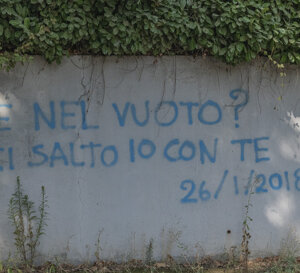 E NEL VUOTO?
SALTO IO CON TE
26/1/2018